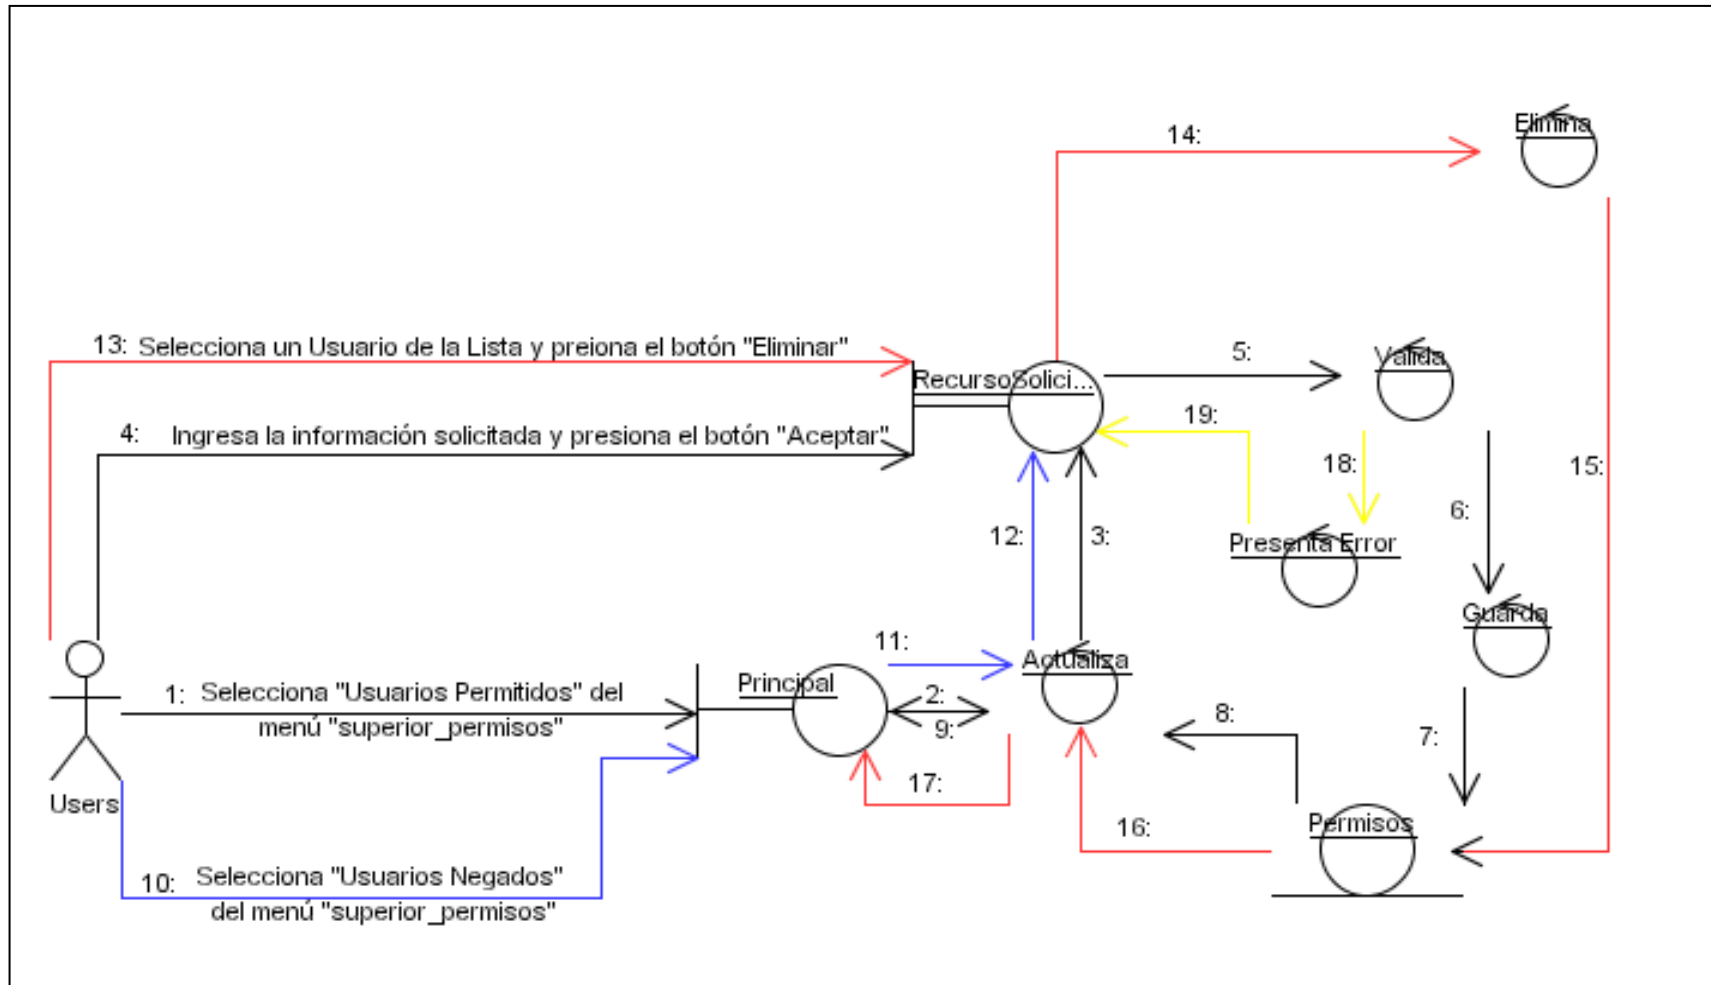 14:
Elimina
13: Selecciona un Usuario de la Lista y preiona el botón "Eliminar"
5:
Valida
RecursoSolici...
19:
4: Ingresa la información solicitada y presiona el botón "Aceptar"
18:
15:
6:
12:
3:
Presenta Error
Guarda
11:
Actualiza
Principal
1: Selecciona "Usuarios Permitidos" del
menú "superior_permisos"
2:
9:
8:
7:
17:
Users
16:
Permisos
10: Selecciona "Usuarios Negados"
del menú "superior_permisos"